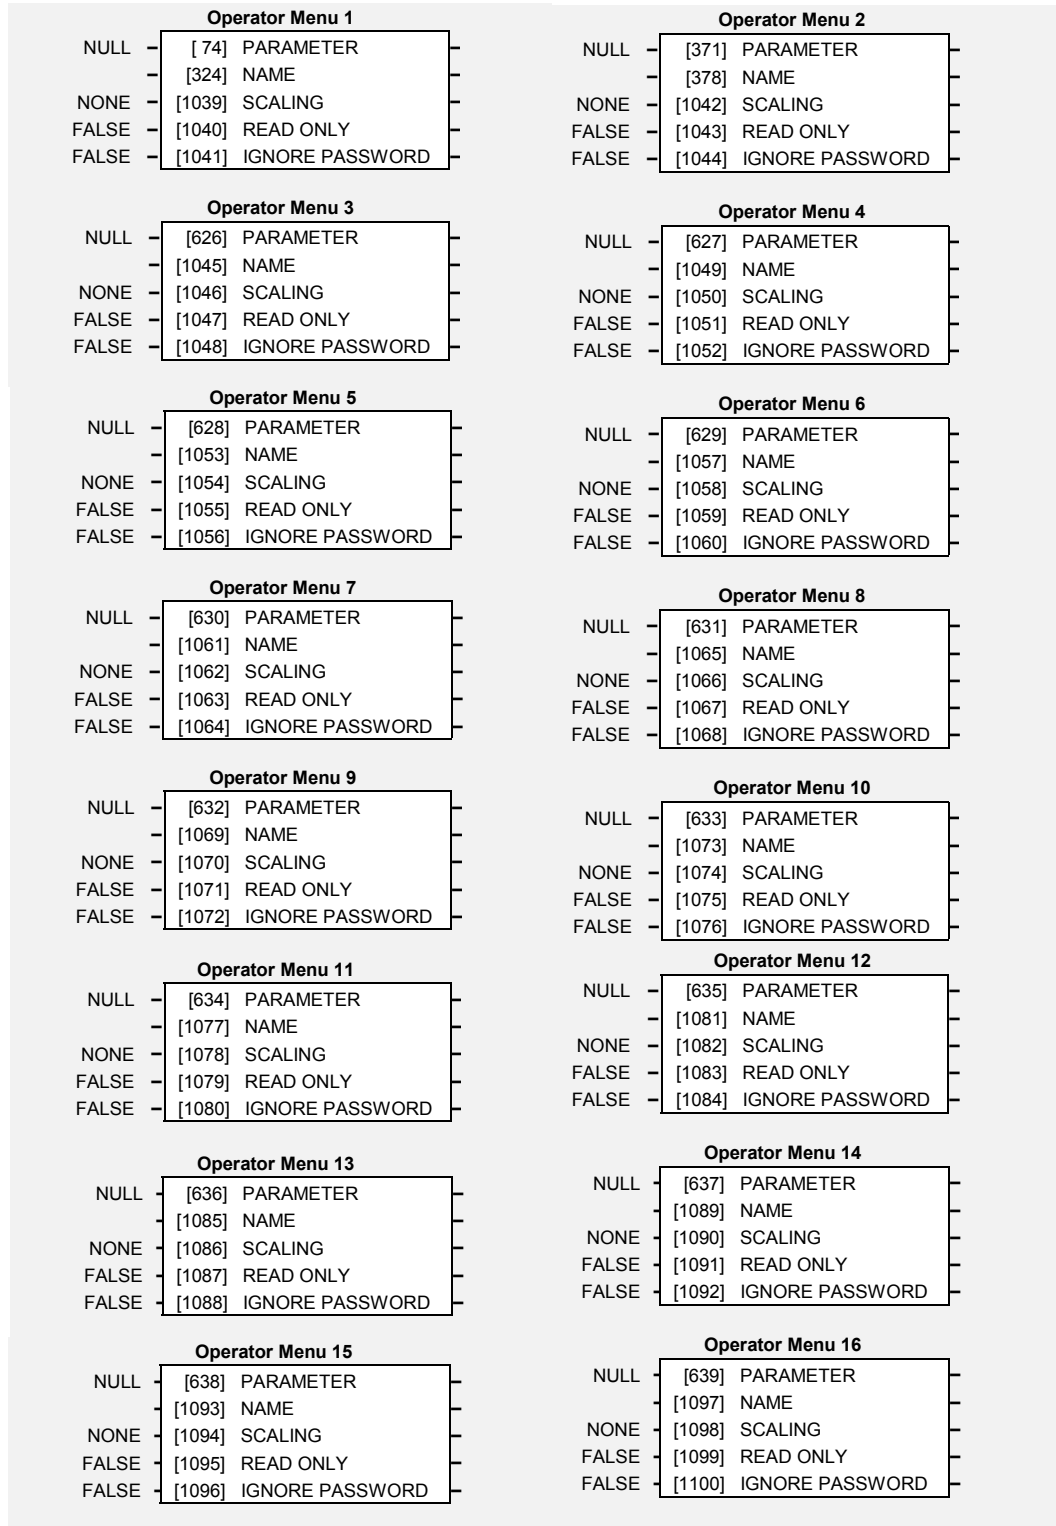 Operator Menu 1
NULL [ 74] PARAMETER
[324] NAME
NONE [1039] SCALING
FALSE [1040] READ ONLY
FALSE [1041] IGNORE PASSWORD
Operator Menu 2
NULL [371] PARAMETER
[378] NAME
NONE [1042] SCALING
FALSE [1043] READ ONLY
FALSE [1044] IGNORE PASSWORD
Operator Menu 3
NULL [626] PARAMETER
[1045] NAME
NONE [1046] SCALING
FALSE [1047] READ ONLY
FALSE [1048] IGNORE PASSWORD
Operator Menu 4
NULL [627] PARAMETER
[1049] NAME
NONE [1050] SCALING
FALSE [1051] READ ONLY
FALSE [1052] IGNORE PASSWORD
Operator Menu 5
NULL [628] PARAMETER
[1053] NAME
NONE [1054] SCALING
FALSE [1055] READ ONLY
FALSE [1056] IGNORE PASSWORD
Operator Menu 6
NULL [629] PARAMETER
[1057] NAME
NONE [1058] SCALING
FALSE [1059] READ ONLY
FALSE [1060] IGNORE PASSWORD
Operator Menu 7
NULL [630] PARAMETER
[1061] NAME
NONE [1062] SCALING
FALSE [1063] READ ONLY
FALSE [1064] IGNORE PASSWORD
Operator Menu 8
NULL [631] PARAMETER
[1065] NAME
NONE [1066] SCALING
FALSE [1067] READ ONLY
FALSE [1068] IGNORE PASSWORD
Operator Menu 9
NULL [632] PARAMETER
[1069] NAME
NONE [1070] SCALING
FALSE [1071] READ ONLY
FALSE [1072] IGNORE PASSWORD
Operator Menu 10
NULL [633] PARAMETER
[1073] NAME
NONE [1074] SCALING
FALSE [1075] READ ONLY
FALSE [1076] IGNORE PASSWORD
Operator Menu 11
NULL [634] PARAMETER
[1077] NAME
NONE [1078] SCALING
FALSE [1079] READ ONLY
FALSE [1080] IGNORE PASSWORD
Operator Menu 12
NULL [635] PARAMETER
[1081] NAME
NONE [1082] SCALING
FALSE [1083] READ ONLY
FALSE [1084] IGNORE PASSWORD
Operator Menu 13
NULL [636] PARAMETER
[1085] NAME
NONE [1086] SCALING
FALSE [1087] READ ONLY
FALSE [1088] IGNORE PASSWORD
Operator Menu 14
NULL [637] PARAMETER
[1089] NAME
NONE [1090] SCALING
FALSE [1091] READ ONLY
FALSE [1092] IGNORE PASSWORD
Operator Menu 15
NULL [638] PARAMETER
[1093] NAME
NONE [1094] SCALING
FALSE [1095] READ ONLY
FALSE [1096] IGNORE PASSWORD
Operator Menu 16
NULL [639] PARAMETER
[1097] NAME
NONE [1098] SCALING
FALSE [1099] READ ONLY
FALSE [1100] IGNORE PASSWORD